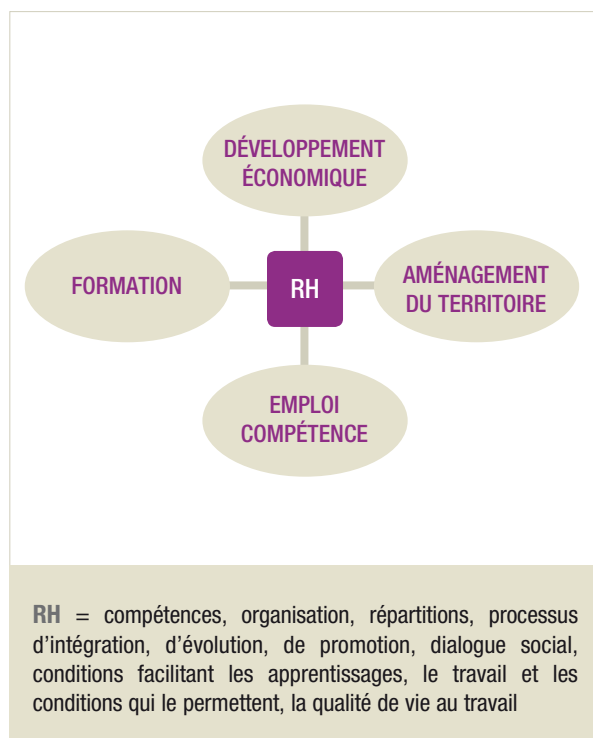 DÉVELOPPEMENT
ÉCONOMIQUE
FORMATION
RH
AMÉNAGEMENT
DU TERRITOIRE
EMPLOI
COMPÉTENCE
RH = compétences, organisation, répartitions, processus
d'intégration, d'évolution, de promotion, dialogue social,
conditions facilitant les apprentissages, le travail et les
conditions qui le permettent, la qualité de vie au travail